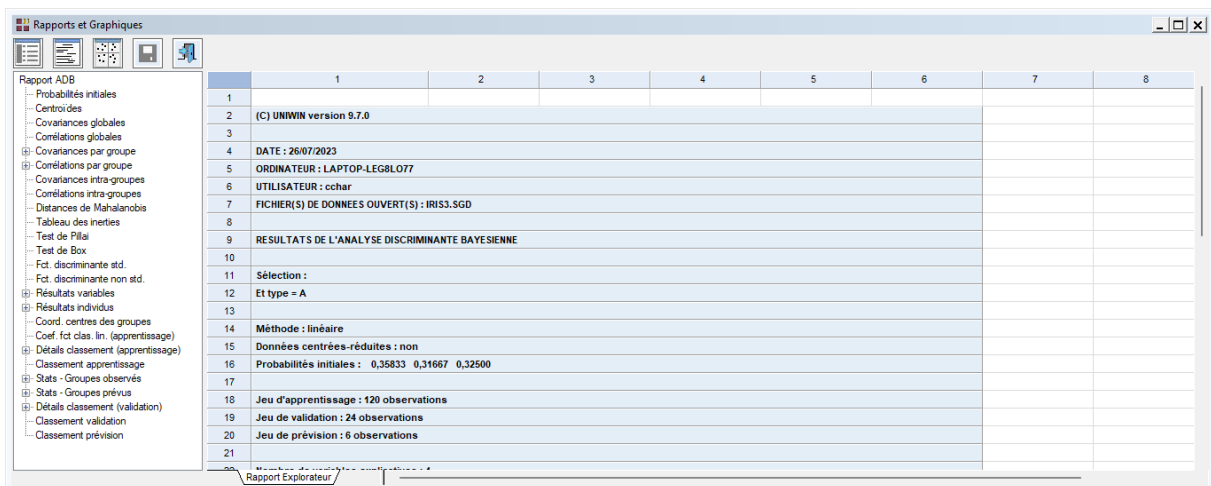 Rapports et Graphiques
Rapport ADB
Probabilités initiales
Centroïdes
Covariances globales
Corrélations globales
Covariances par groupe
Corrélations par groupe
Covariances intra-groupes
Corrélations intra-groupes
Distances de Mahalanobis
Tableau des inerties
Test de Pillai
Test de Box
Fct. discriminante std.
Fct. discriminante non std.
Résultats variables
Résultats individus
Coord. centres des groupes
Coef. fct clas. lin. (apprentissage)
Détails classement (apprentissage)
Classement apprentissage
Stats - Groupes observés
Stats - Groupes prévus
Détails classement (validation)
Classement validation
Classement prévision
1 2 3 4 5 6 7 8
1
2 (C) UNIWIN version 9.7.0
3
4 DATE : 26/07/2023
5 ORDINATEUR : LAPTOP-LEG8LO77
6 UTILISATEUR : cchar
7 FICHIER(S) DE DONNEES OUVERT(S) : IRIS3.SGD
8
9 RESULTATS DE L'ANALYSE DISCRIMINANTE BAYESIENNE
10
11 Sélection :
12 Et type = A
13
14 Méthode : linéaire
15 Données centrées-réduites : non
16 Probabilités initiales : 0,35833 0,31667 0,32500
17
18 Jeu d'apprentissage : 120 observations
19 Jeu de validation : 24 observations
20 Jeu de prévision : 6 observations
21
22 Nombre de variables explicatives : 4
Rapport Explorateur